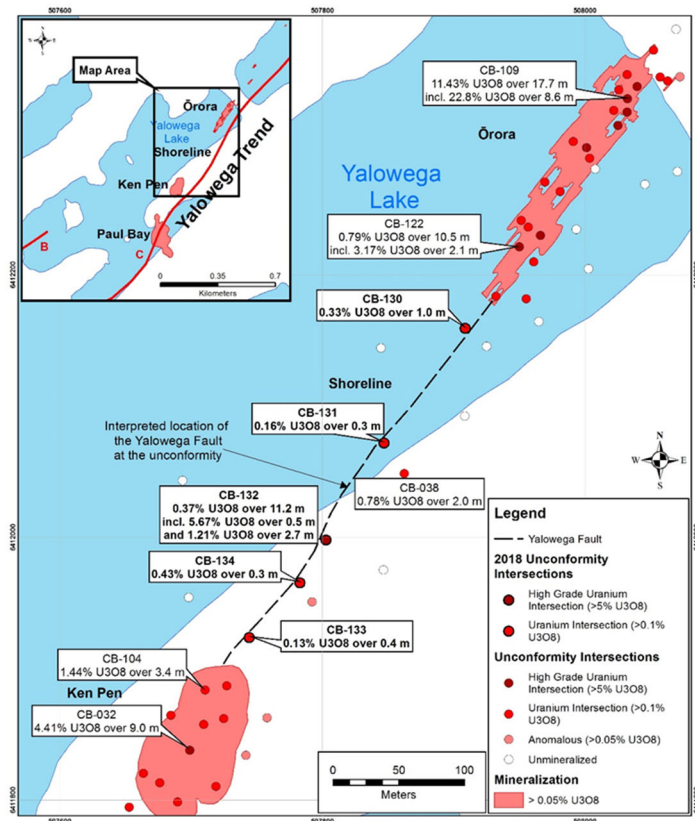 507600
507800
508000
N
W E
S
Map Area
Ōrora
Yalowega
Lake
Shoreline
Ken Pen
Paul Bay
Yalowega Trend
B
C
0 0.35 0.7
Kilometers
CB-109
11.43% U3O8 over 17.7 m
incl. 22.8% U3O8 over 8.6 m
Ōrora
Yalowega
Lake
CB-122
0.79% U3O8 over 10.5 m
incl. 3.17% U3O8 over 2.1 m
6412200
6412200
CB-130
0.33% U3O8 over 1.0 m
Shoreline
CB-131
0.16% U3O8 over 0.3 m
Interpreted location of
the Yalowega Fault
at the unconformity
CB-038
0.78% U3O8 over 2.0 m
CB-132
0.37% U3O8 over 11.2 m
incl. 5.67% U3O8 over 0.5 m
and 1.21% U3O8 over 2.7 m
6412000
CB-134
0.43% U3O8 over 0.3 m
CB-133
0.13% U3O8 over 0.4 m
CB-104
1.44% U3O8 over 3.4 m
Ken Pen
CB-032
4.41% U3O8 over 9.0 m
6411800
0 50 100
Meters
N
W E
S
Legend
Yalowega Fault
2018 Unconformity
Intersections
High Grade Uranium
Intersection (>5% U3O8)
Uranium Intersection (>0.1%
U3O8)
Unconformity Intersections
High Grade Uranium
Intersection (>5% U3O8)
Uranium Intersection (>0.1%
U3O8)
Anomalous (>0.05% U3O8)
Unmineralized
Mineralization
> 0.05% U3O8
507600
507800